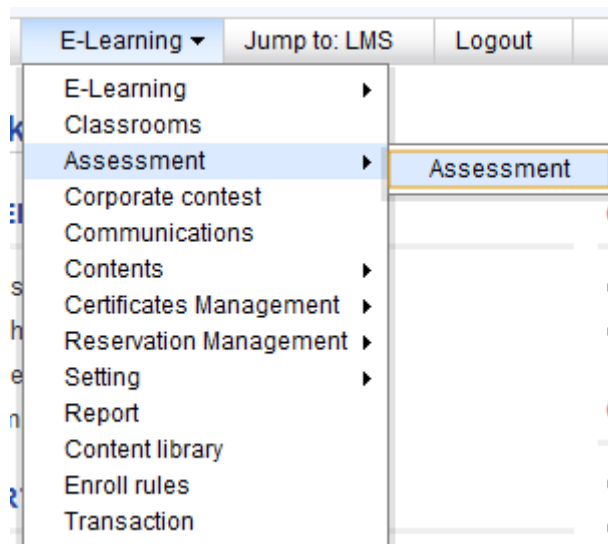 E-Learning Jump to: LMS Logout
E-Learning
Classrooms
Assessment
Assessment
Corporate contest
Communications
Contents
Certificates Management
Reservation Management
Setting
Report
Content library
Enroll rules
Transaction